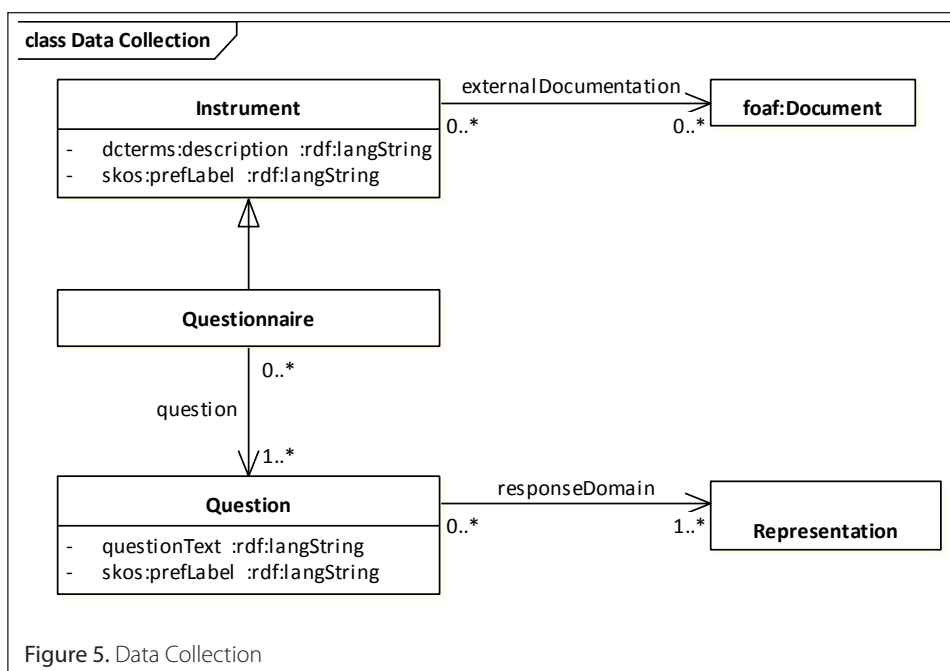 class Data Collection
Instrument
- dcterms:description :rdf:langString
- skos:prefLabel :rdf:langString
externalDocumentation
0..* 0..*
foaf:Document
Questionnaire
0..*
question
1..*
Question
- questionText :rdf:langString
- skos:prefLabel :rdf:langString
responseDomain
0..* 1..*
Representation
Figure 5. Data Collection